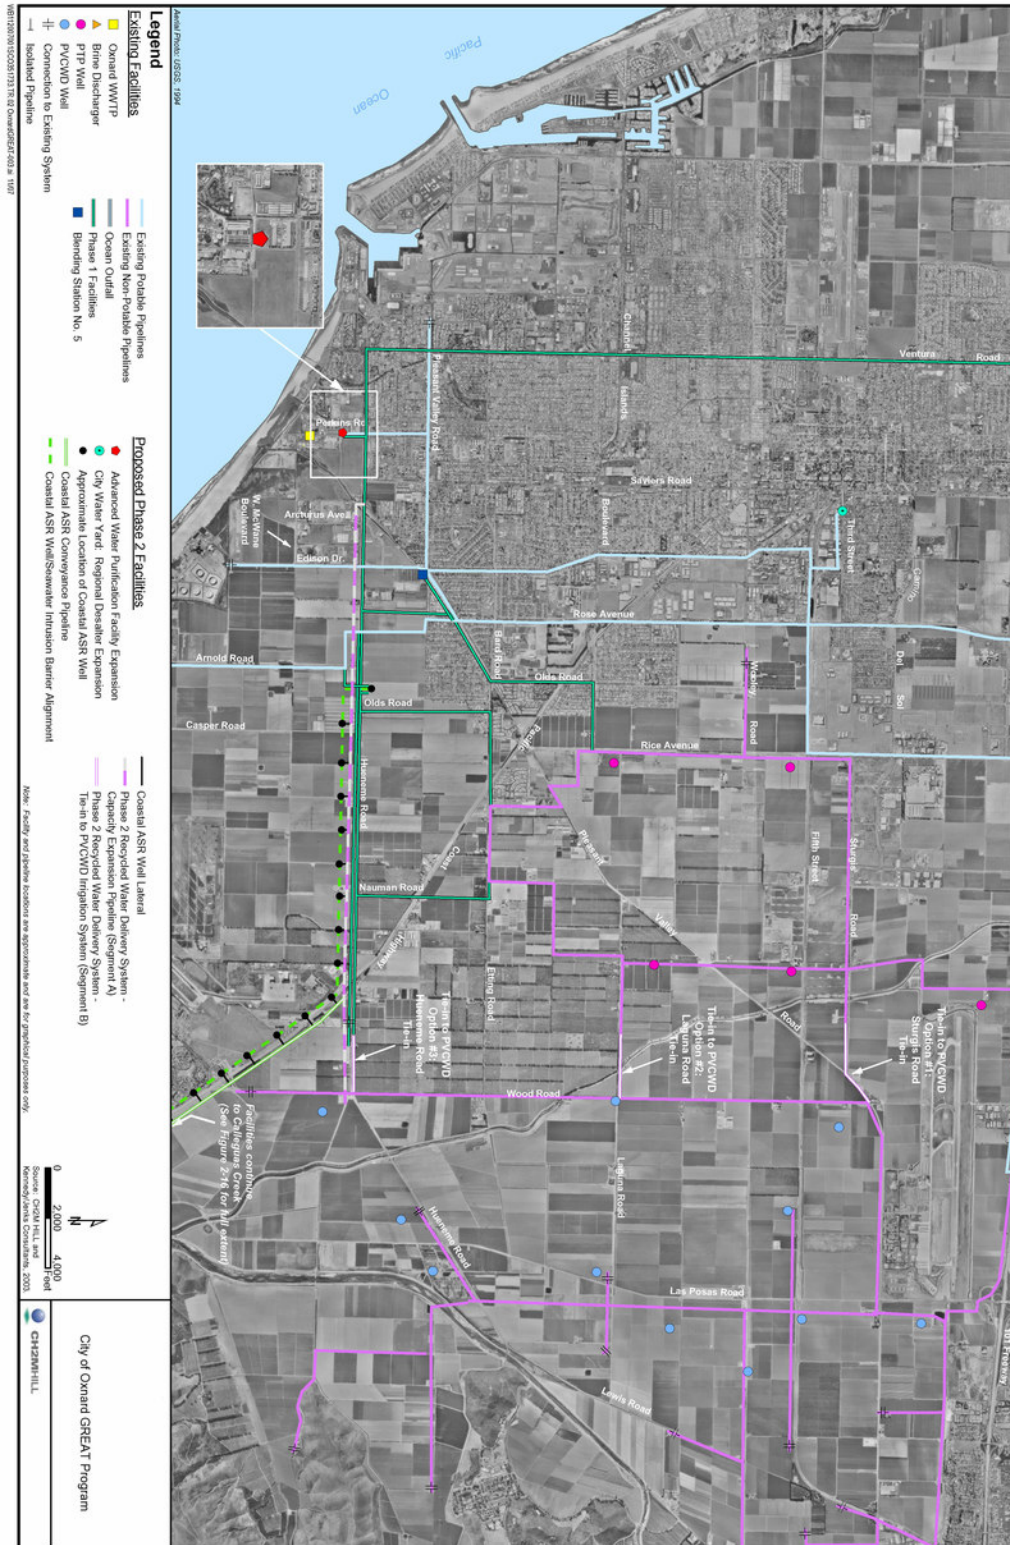 Aerial Photo: USGS, 1994
Pacific
Ocean
Channel
Islands
Boulevard
Ventura
Road
Pleasant Valley Road
Perkins Rd
Saviers Road
Third Street
Camino
Del
Sol
Arcturus Ave
W. McWane
Boulevard
Edison Dr.
Rose Avenue
Bard Road
Arnold Road
Olds Road
Olds Road
Wooley
Road
Casper Road
Pacific
Coast
Highway
Rice Avenue
Hueneme Road
Pleasant
Valley
Road
Fifth Street
Sturgis
Road
Nauman Road
Etting Road
Tie-in to PVCWD
Option #1:
Sturgis Road
Tie-in
Tie-in to PVCWD
Option #2:
Laguna Road
Tie-in
Tie-in to PVCWD
Option #3:
Hueneme Road
Tie-in
Wood Road
Laguna Road
Facilities continue
to Calleguas Creek
(See Figure 2-16 for full extent)
Hueneme Road
Las Posas Road
Lewis Road
101 Freeway
Legend
Existing Facilities
Oxnard WWTP
Brine Discharger
PTP Well
PVCWD Well
Connection to Existing System
Isolated Pipeline
Existing Potable Pipelines
Existing Non-Potable Pipelines
Ocean Outfall
Phase 1 Facilities
Blending Station No. 5
Proposed Phase 2 Facilities
Advanced Water Purification Facility Expansion
City Water Yard: Regional Desalter Expansion
Approximate Location of Coastal ASR Well
Coastal ASR Conveyance Pipeline
Coastal ASR Well/Seawater Intrusion Barrier Alignment
Coastal ASR Well Lateral
Phase 2 Recycled Water Delivery System -
Capacity Expansion Pipeline (Segment A)
Phase 2 Recycled Water Delivery System -
Tie-in to PVCWD Irrigation System (Segment B)
Note: Facility and pipeline locations are approximate and are for graphical purposes only.
0
2,000
4,000
Feet
N
Source: CH2M HILL and
Kennedy/Jenks Consultants, 2003.
City of Oxnard GREAT Program
CH2MHILL